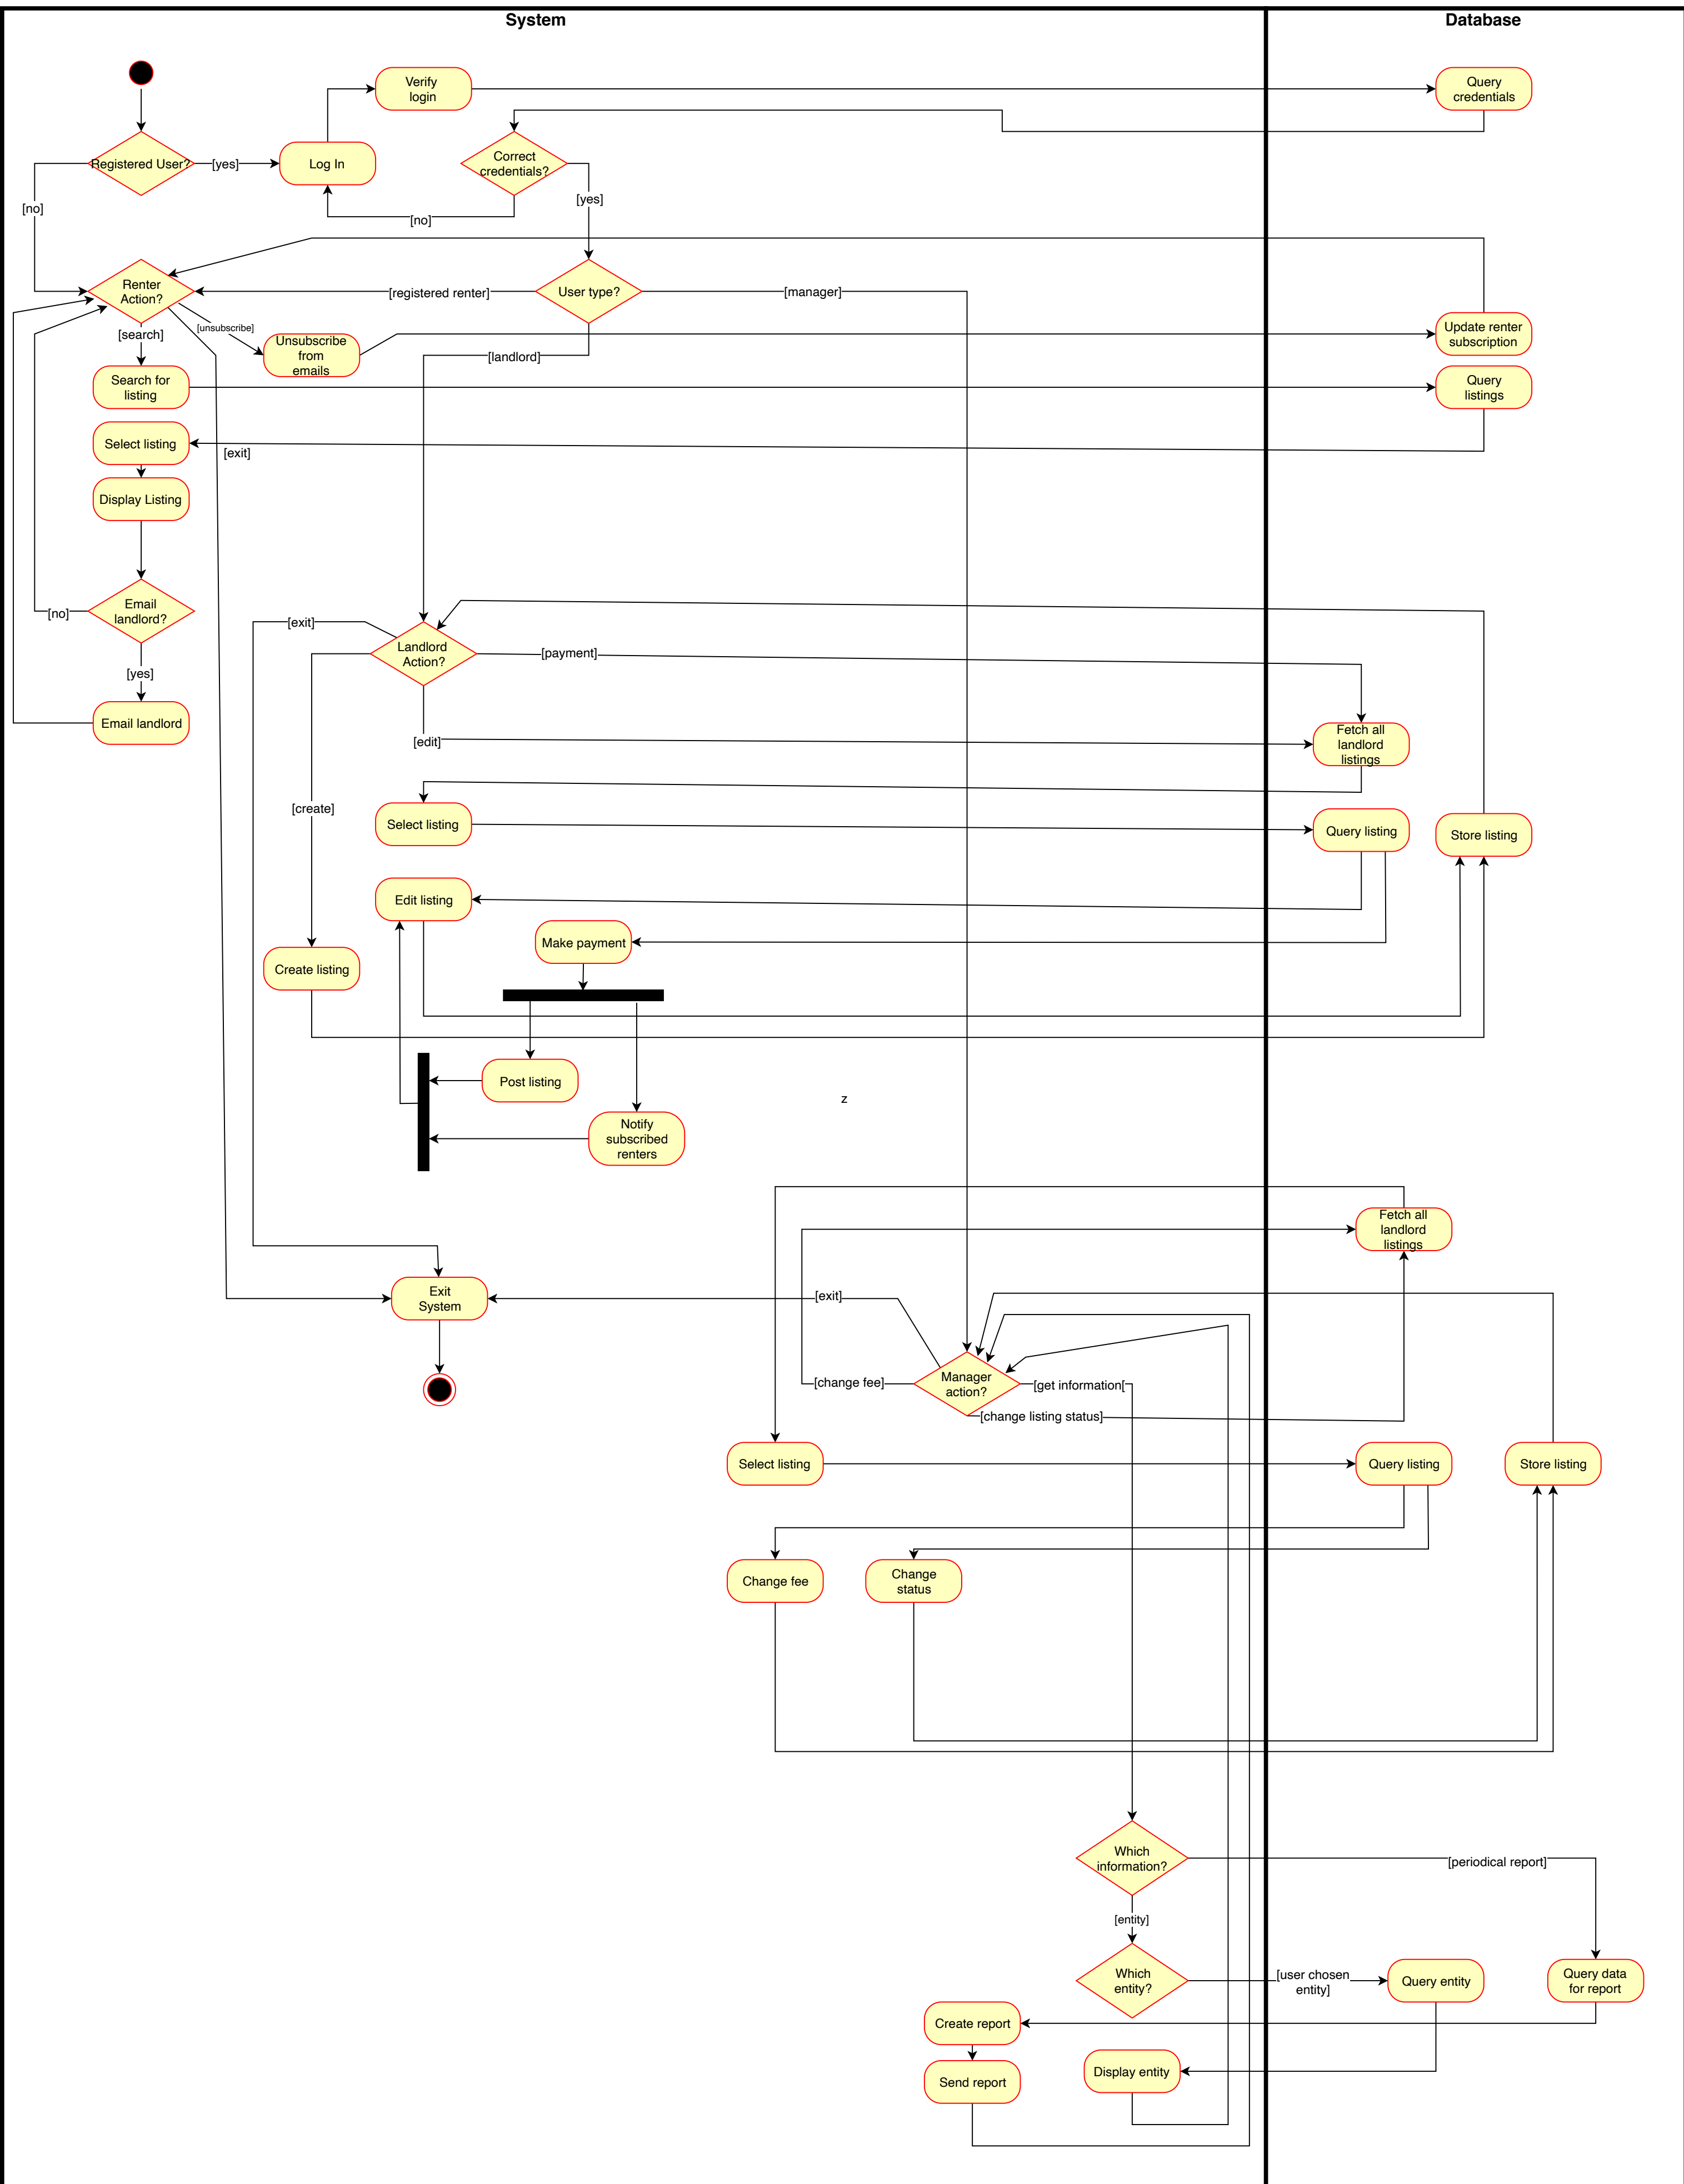 System
Database
Verify
login
Query
credentials
Registered User?
[yes]
Log In
Correct
credentials?
[yes]
[no]
[no]
Renter
Action?
[registered renter]
User type?
[manager]
[search]
[unsubscribe]
Unsubscribe
from
emails
[landlord]
Update renter
subscription
Search for
listing
Query
listings
Select listing
[exit]
Display Listing
Email
landlord?
[no]
[exit]
Landlord
Action?
[payment]
[yes]
Email landlord
[edit]
Fetch all
landlord
listings
[create]
Select listing
Query listing
Store listing
Edit listing
Make payment
Create listing
Post listing
z
Notify
subscribed
renters
Fetch all
landlord
listings
Exit
System
[exit]
[change fee]
Manager
action?
[get information[
[change listing status]
Select listing
Query listing
Store listing
Change fee
Change
status
Which
information?
[periodical report]
[entity]
Which
entity?
[user chosen
entity]
Query entity
Query data
for report
Create report
Display entity
Send report